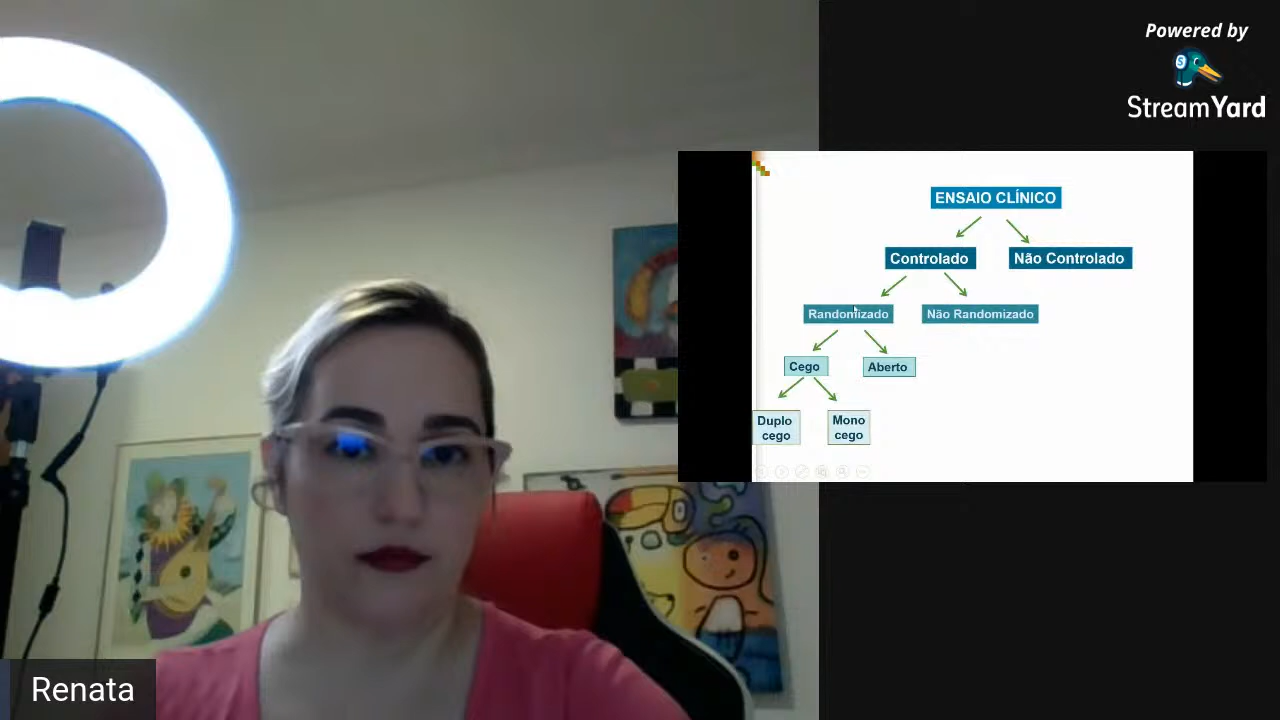 Powered by
StreamYard
ENSAIO CLÍNICO
Controlado
Não Controlado
Randomizado
Não Randomizado
Cego
Aberto
Duplo
cego
Mono
cego
Renata